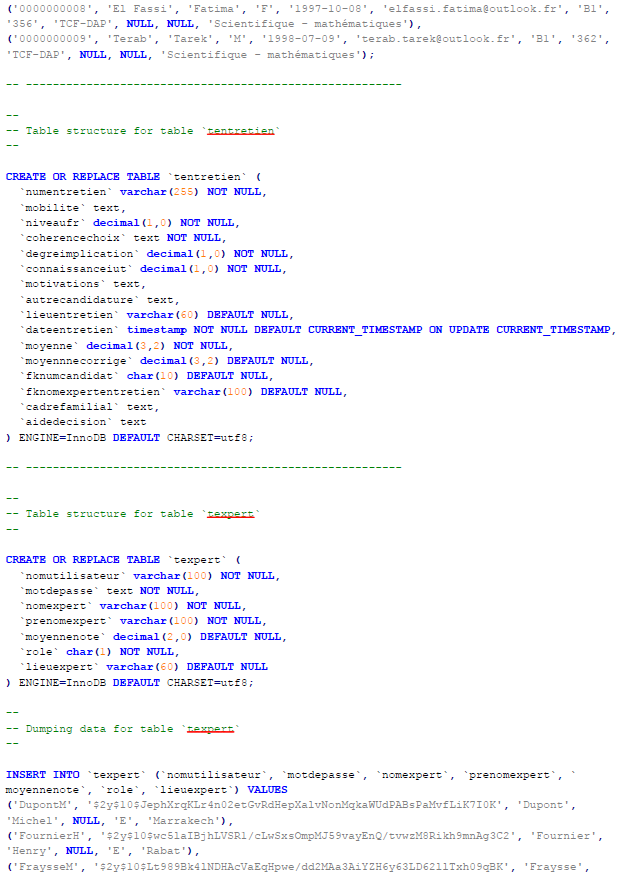 ('0000000008', 'El Fassi', 'Fatima', 'F', '1997-10-08', 'elfassi.fatima@outlook.fr', 'B1',
'356', 'TCF-DAP', NULL, NULL, 'Scientifique - mathématiques'),
('0000000009', 'Terab', 'Tarek', 'M', '1998-07-09', 'terab.tarek@outlook.fr', 'B1', '362',
'TCF-DAP', NULL, NULL, 'Scientifique - mathématiques');
-- --------------------------------------------------------
--
-- Table structure for table `tentretien`
--
CREATE OR REPLACE TABLE `tentretien` (
`numentretien` varchar(255) NOT NULL,
`mobilite` text,
`niveaufr` decimal(1,0) NOT NULL,
`coherencechoix` text NOT NULL,
`degreimplication` decimal(1,0) NOT NULL,
`connaissanceiut` decimal(1,0) NOT NULL,
`motivations` text,
`autrecandidature` text,
`lieuentretien` varchar(60) DEFAULT NULL,
`dateentretien` timestamp NOT NULL DEFAULT CURRENT_TIMESTAMP ON UPDATE CURRENT_TIMESTAMP,
`moyenne` decimal(3,2) NOT NULL,
`moyennnecorrige` decimal(3,2) DEFAULT NULL,
`fknumcandidat` char(10) DEFAULT NULL,
`fknomexpertentretien` varchar(100) DEFAULT NULL,
`cadrefamilial` text,
`aidedecision` text
) ENGINE=InnoDB DEFAULT CHARSET=utf8;
-- --------------------------------------------------------
--
-- Table structure for table `texpert`
--
CREATE OR REPLACE TABLE `texpert` (
`nomutilisateur` varchar(100) NOT NULL,
`motdepasse` text NOT NULL,
`nomexpert` varchar(100) NOT NULL,
`prenomexpert` varchar(100) NOT NULL,
`moyennenote` decimal(2,0) DEFAULT NULL,
`role` char(1) NOT NULL,
`lieuexpert` varchar(60) DEFAULT NULL
) ENGINE=InnoDB DEFAULT CHARSET=utf8;
--
-- Dumping data for table `texpert`
--
INSERT INTO `texpert` (`nomutilisateur`, `motdepasse`, `nomexpert`, `prenomexpert`, `
moyennenote`, `role`, `lieuexpert`) VALUES
('DupontM', '$2y$10$JephXrqKLr4n02etGvRdHepXalvNonMqkaWUdPABsPaMvfLiK7I0K', 'Dupont',
'Michel', NULL, 'E', 'Marrakech'),
('FournierH', '$2y$10$wc5laIBjhLVSRl/cLwSxsOmpMJ59vayEnQ/tvwzM8Rikh9mnAg3C2', 'Fournier',
'Henry', NULL, 'E', 'Rabat'),
('FraysseM', '$2y$10$Lt989Bk4lNDHAcVaEqHpwe/dd2MAa3AiYZH6y63LD62llTxh09qBK', 'Fraysse',